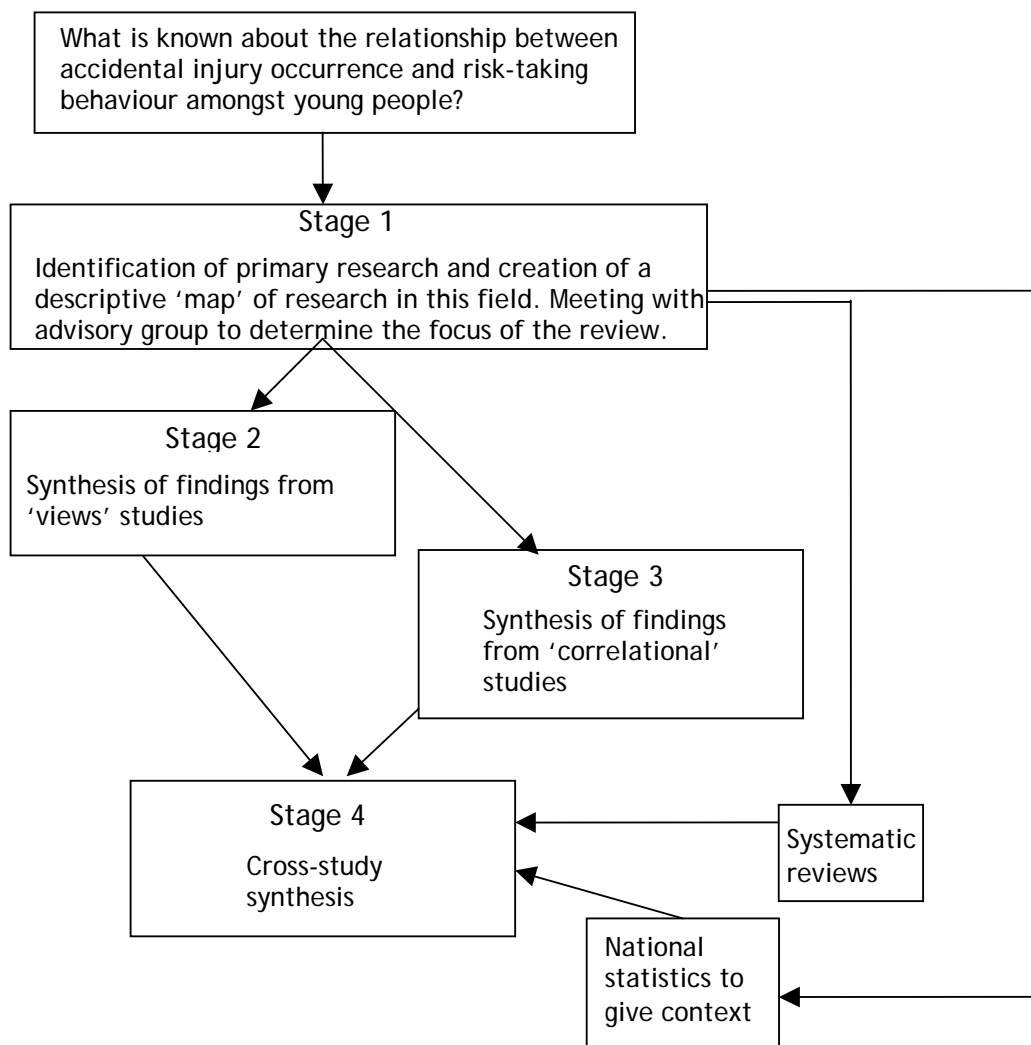 What is known about the relationship between
accidental injury occurrence and risk-taking
behaviour amongst young people?
Stage 1
Identification of primary research and creation of a
descriptive ‘map’ of research in this field. Meeting with
advisory group to determine the focus of the review.
Stage 2
Synthesis of findings from
‘views’ studies
Stage 3
Synthesis of findings
from ‘correlational’
studies
Stage 4
Cross-study
synthesis
Systematic
reviews
National
statistics to
give context